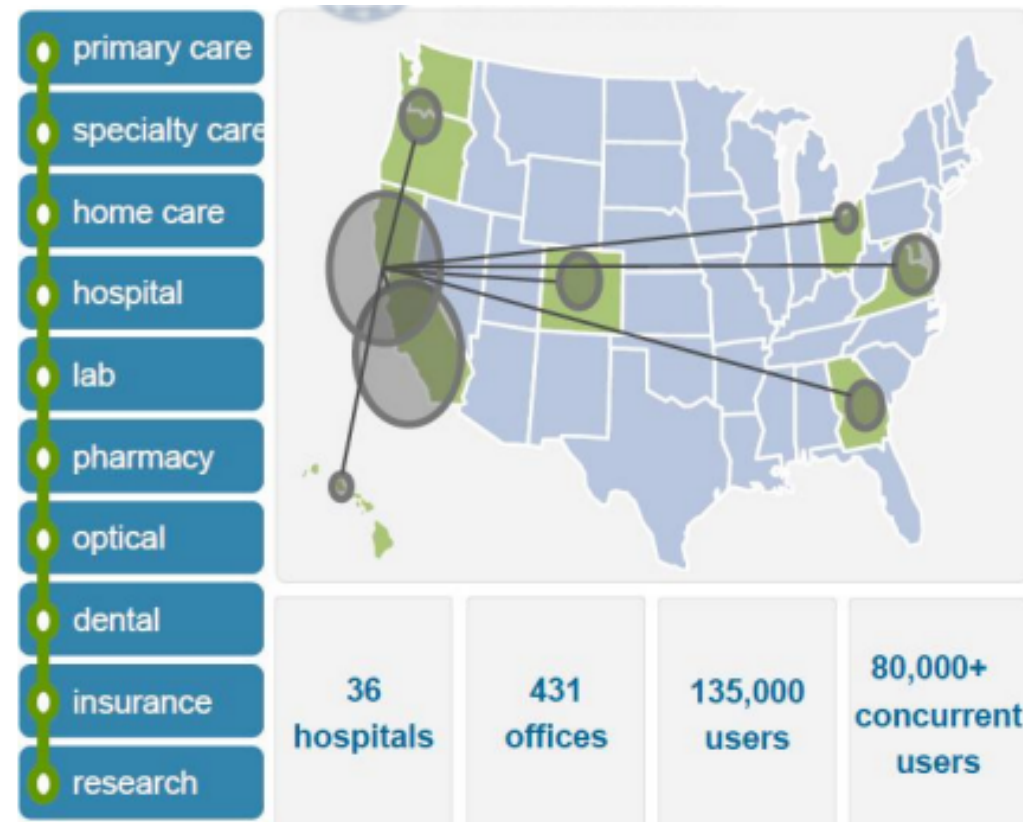 primary care
specialty care
home care
hospital
lab
pharmacy
optical
dental
insurance
research
36
hospitals
431
offices
135,000
users
80,000+
concurrent
users